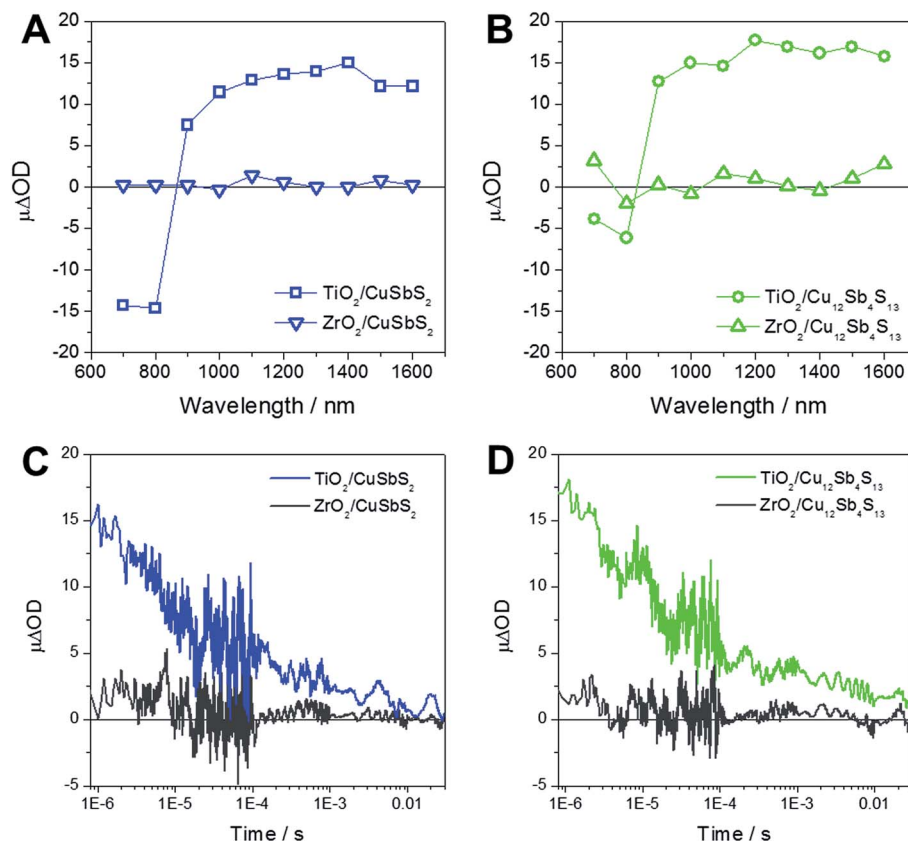 A
20
15
10
5
0
-5
-10
-15
-20
μΔOD
TiO₂/CuSbS₂
ZrO₂/CuSbS₂
600 800 1000 1200 1400 1600
Wavelength / nm
B
20
15
10
5
0
-5
-10
-15
-20
μΔOD
TiO₂/Cu₁₂Sb₄S₁₃
ZrO₂/Cu₁₂Sb₄S₁₃
600 800 1000 1200 1400 1600
Wavelength / nm
C
20
15
10
5
0
-5
μΔOD
TiO₂/CuSbS₂
ZrO₂/CuSbS₂
1E-6 1E-5 1E-4 1E-3 0.01
Time / s
D
20
15
10
5
0
-5
μΔOD
TiO₂/Cu₁₂Sb₄S₁₃
ZrO₂/Cu₁₂Sb₄S₁₃
1E-6 1E-5 1E-4 1E-3 0.01
Time / s